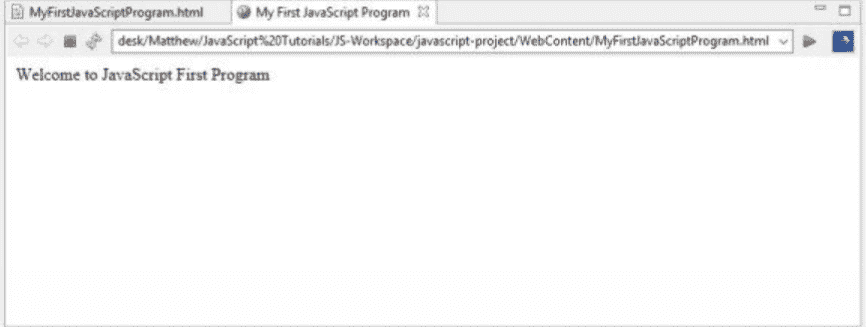 MyFirstJavaScriptProgram.html My First JavaScript Program
desk/Matthew/JavaScript%20Tutorials/JS-Workspace/javascript-project/WebContent/MyFirstJavaScriptProgram.html
Welcome to JavaScript First Program